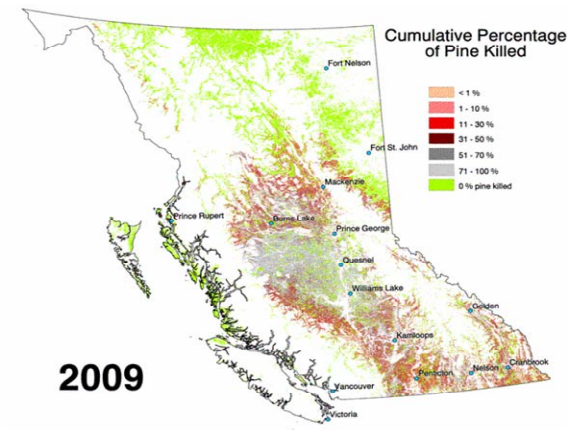 Cumulative Percentage
of Pine Killed
< 1 %
1 - 10 %
11 - 30 %
31 - 50 %
51 - 70 %
71 - 100 %
0 % pine killed
Fort Nelson
Fort St. John
Mackenzie
Prince Rupert
Burns Lake
Prince George
Quesnel
Williams Lake
Golden
Kamloops
Cranbrook
Penticton
Nelson
Vancouver
Victoria
2009